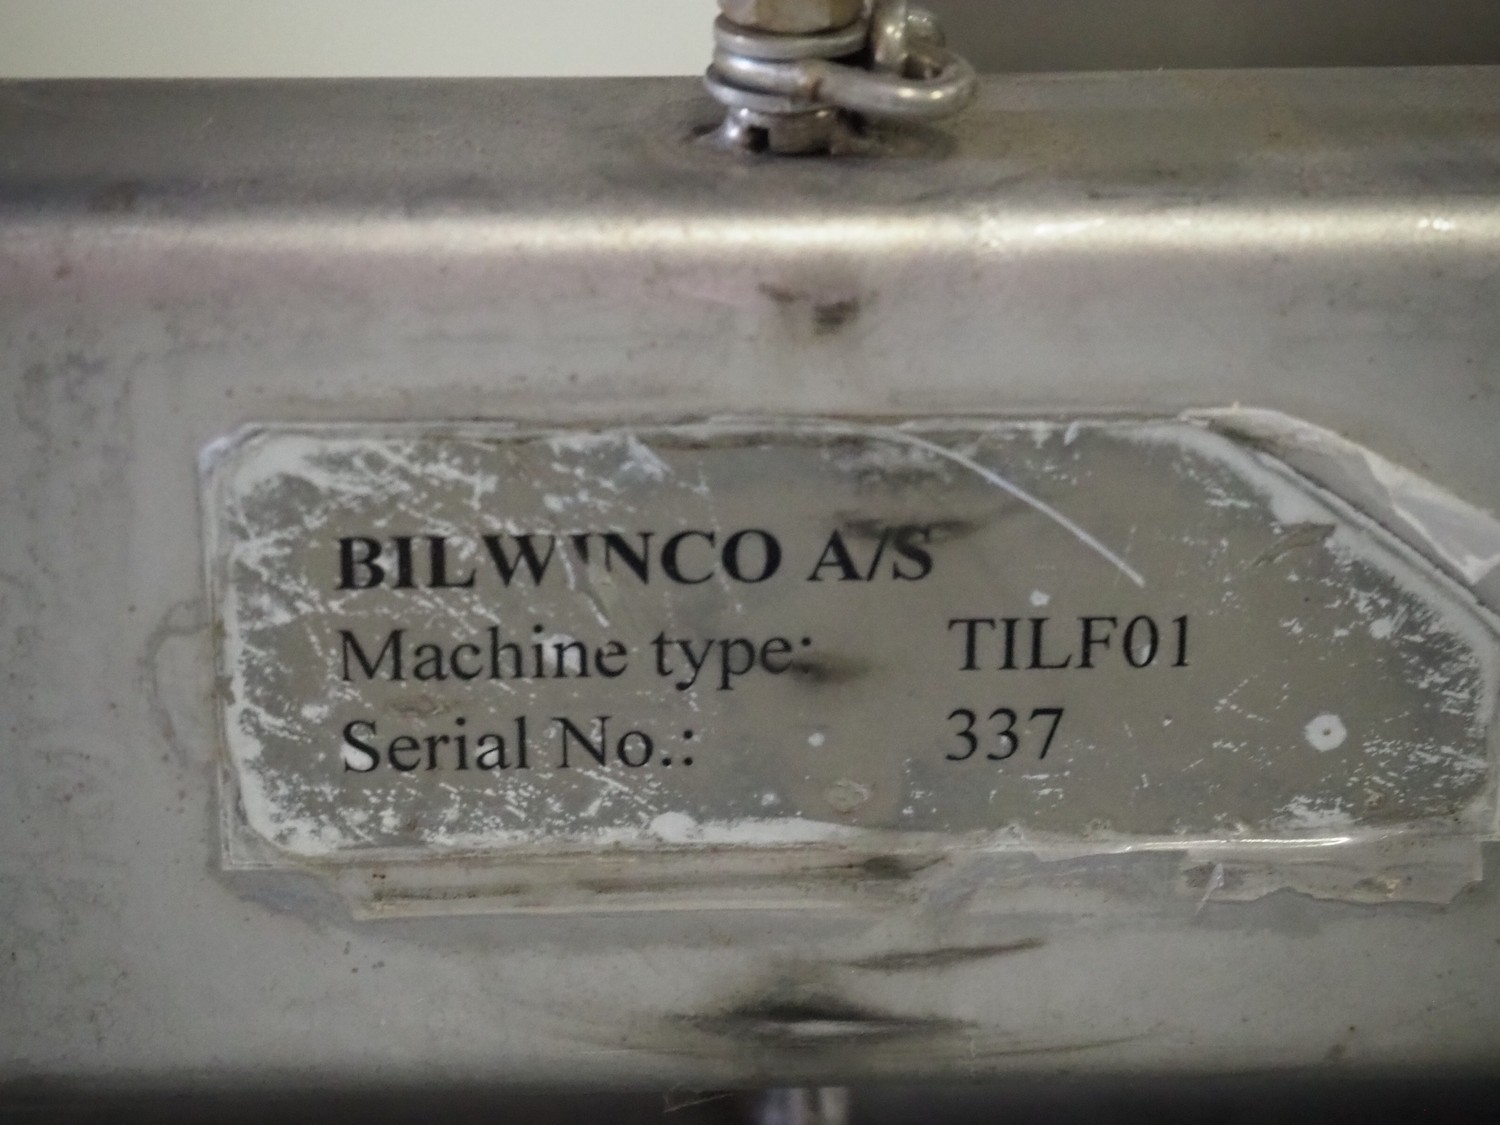 BILWINCO A/S
Machine type: TILF01
Serial No.: 337